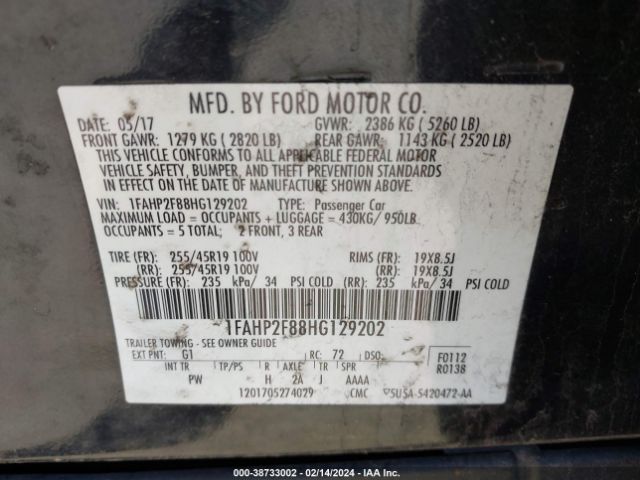 MFD. BY FORD MOTOR CO.
DATE: 05/17 GVWR: 2386 KG ( 5260 LB)
FRONT GAWR: 1279 KG ( 2820 LB) REAR GAWR: 1143 KG ( 2520 LB)
THIS VEHICLE CONFORMS TO ALL APPLICABLE FEDERAL MOTOR
VEHICLE SAFETY, BUMPER, AND THEFT PREVENTION STANDARDS
IN EFFECT ON THE DATE OF MANUFACTURE SHOWN ABOVE.
VIN: 1FAHP2F88HG129202 TYPE: Passenger Car
MAXIMUM LOAD = OCCUPANTS + LUGGAGE = 430KG/ 950LB
OCCUPANTS = 5 TOTAL; 2 FRONT, 3 REAR
TIRE (FR): 255/45R19 100V RIMS (FR): 19X8.5J
(RR): 255/45R19 100V (RR): 19X8.5J
PRESSURE (FR): 235 kPa/ 34 PSI COLD (RR): 235 kPa/ 34 PSI COLD
1FAHP2F88HG129202
TRAILER TOWING - SEE OWNER GUIDE
EXT PNT: G1 RC: 72 DSO: F0112
R0138
INT TR TP/PS R AXLE TR SPR
PW H 2A J AAAA
1201705274029 CMC 5U5A-5420472-AA
000-38733002 - 02/14/2024 - IAA Inc.